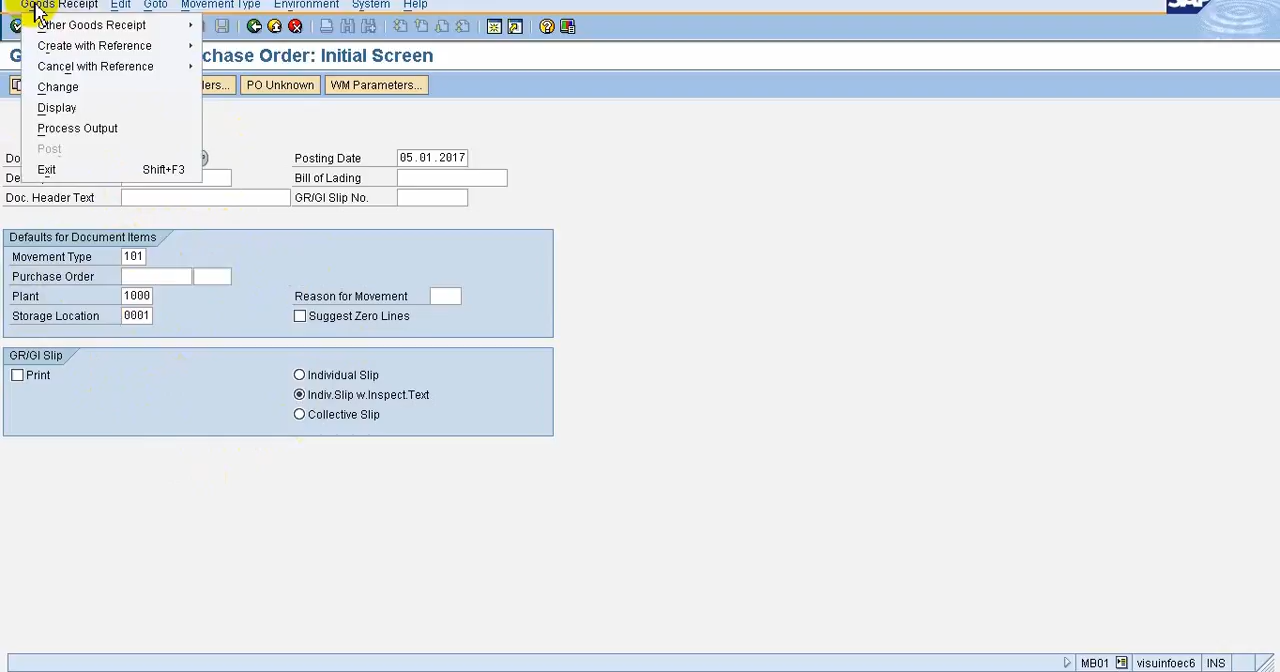 Goods Receipt Edit Goto Movement Type Environment System Help
SAP
Other Goods Receipt
Create with Reference
Cancel with Reference
Change
Display
Process Output
Post
Exit Shift+F3
chase Order: Initial Screen
ers... PO Unknown WM Parameters...
Posting Date 05.01.2017
Bill of Lading
Doc. Header Text GR/GI Slip No.
Defaults for Document Items
Movement Type 101
Purchase Order
Plant 1000 Reason for Movement
Storage Location 0001 Suggest Zero Lines
GR/GI Slip
Print Individual Slip
Indiv.Slip w.Inspect.Text
Collective Slip
MB01 visuinfoec6 INS